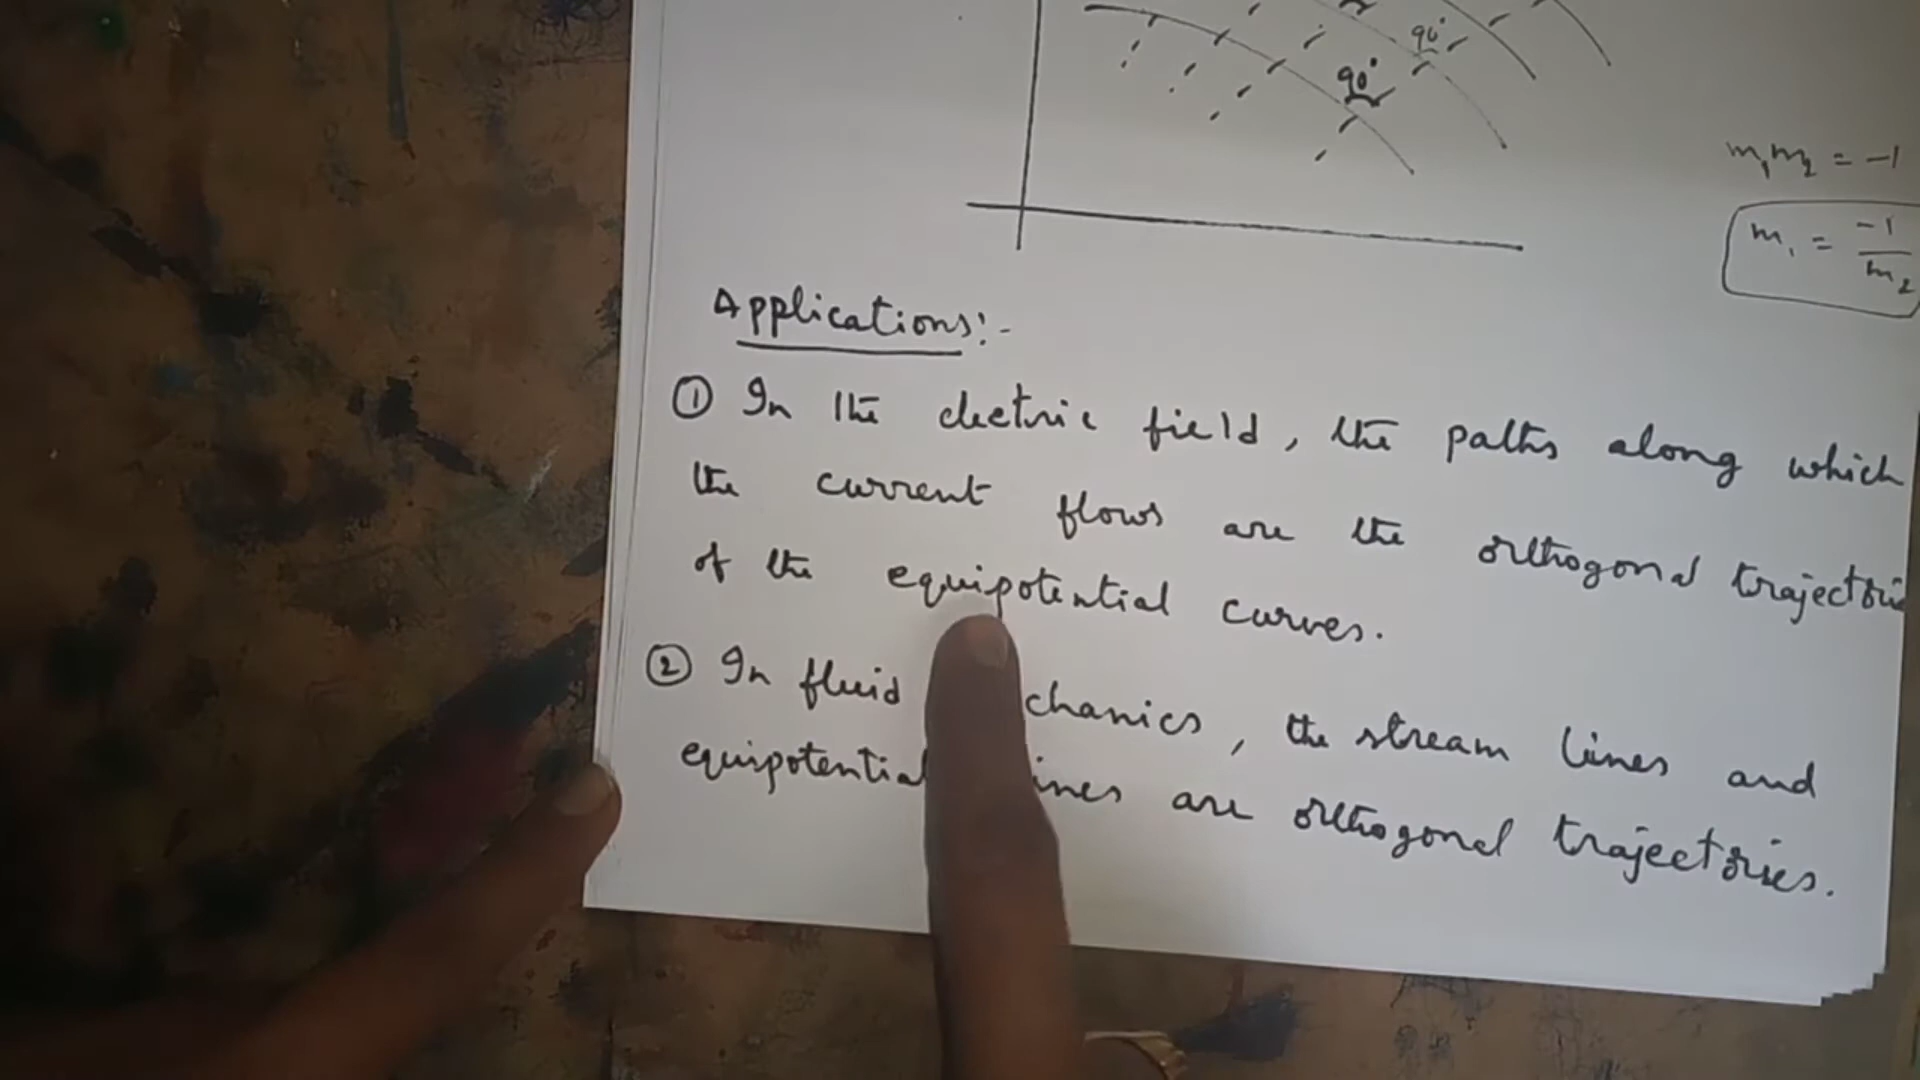 90°
90°
m₁m₂ = -1
m₁ = -1/m₂
Applications:-
① In the electric field, the paths along which
the current flows are the orthogonal trajectorie
of the equipotential curves.
② In fluid chanics, the stream lines and
equipotential ines are orthogonal trajectories.